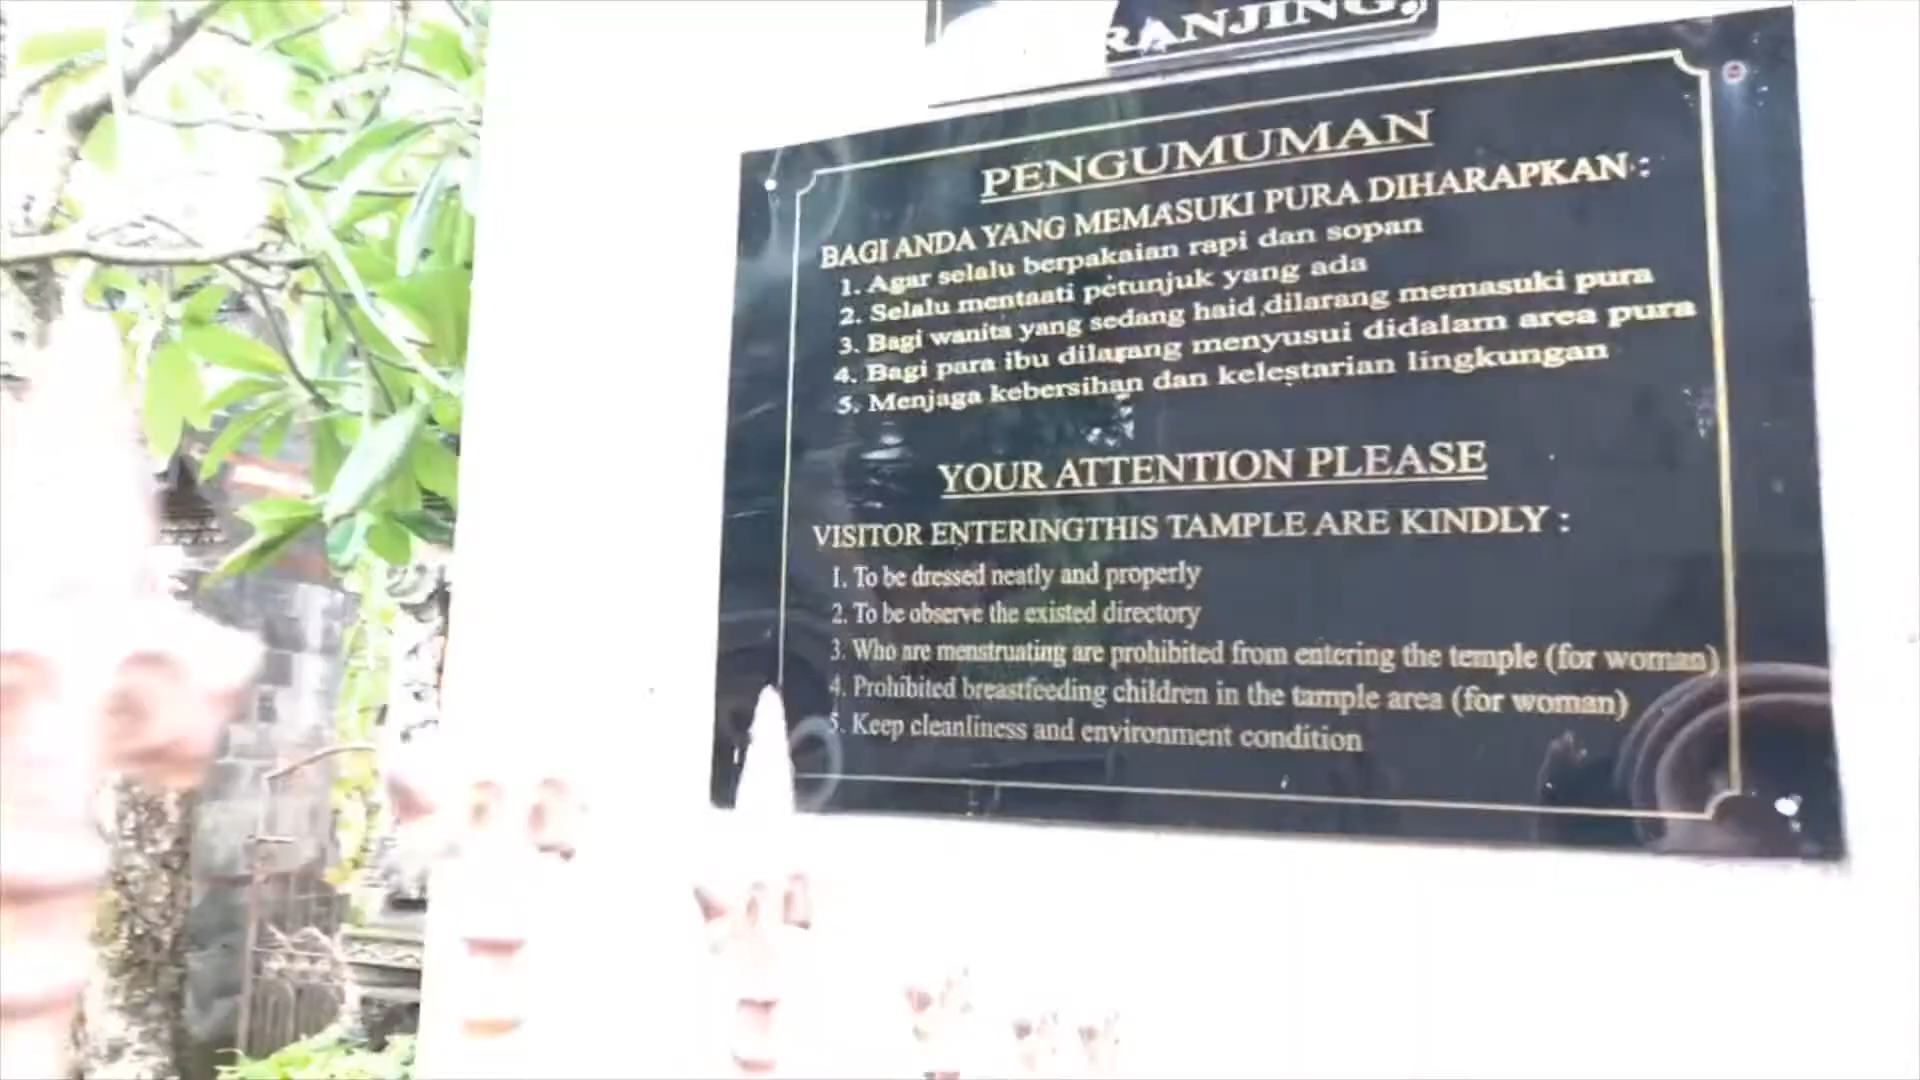 RANJING,
PENGUMUMAN
BAGI ANDA YANG MEMASUKI PURA DIHARAPKAN :
1. Agar selalu berpakaian rapi dan sopan
2. Selalu mentaati petunjuk yang ada
3. Bagi wanita yang sedang haid dilarang memasuki pura
4. Bagi para ibu dilarang menyusui didalam area pura
5. Menjaga kebersihan dan kelestarian lingkungan
YOUR ATTENTION PLEASE
VISITOR ENTERINGTHIS TAMPLE ARE KINDLY :
1. To be dressed neatly and properly
2. To be observe the existed directory
3. Who are menstruating are prohibited from entering the temple (for woman)
4. Prohibited breastfeeding children in the tample area (for woman)
5. Keep cleanliness and environment condition